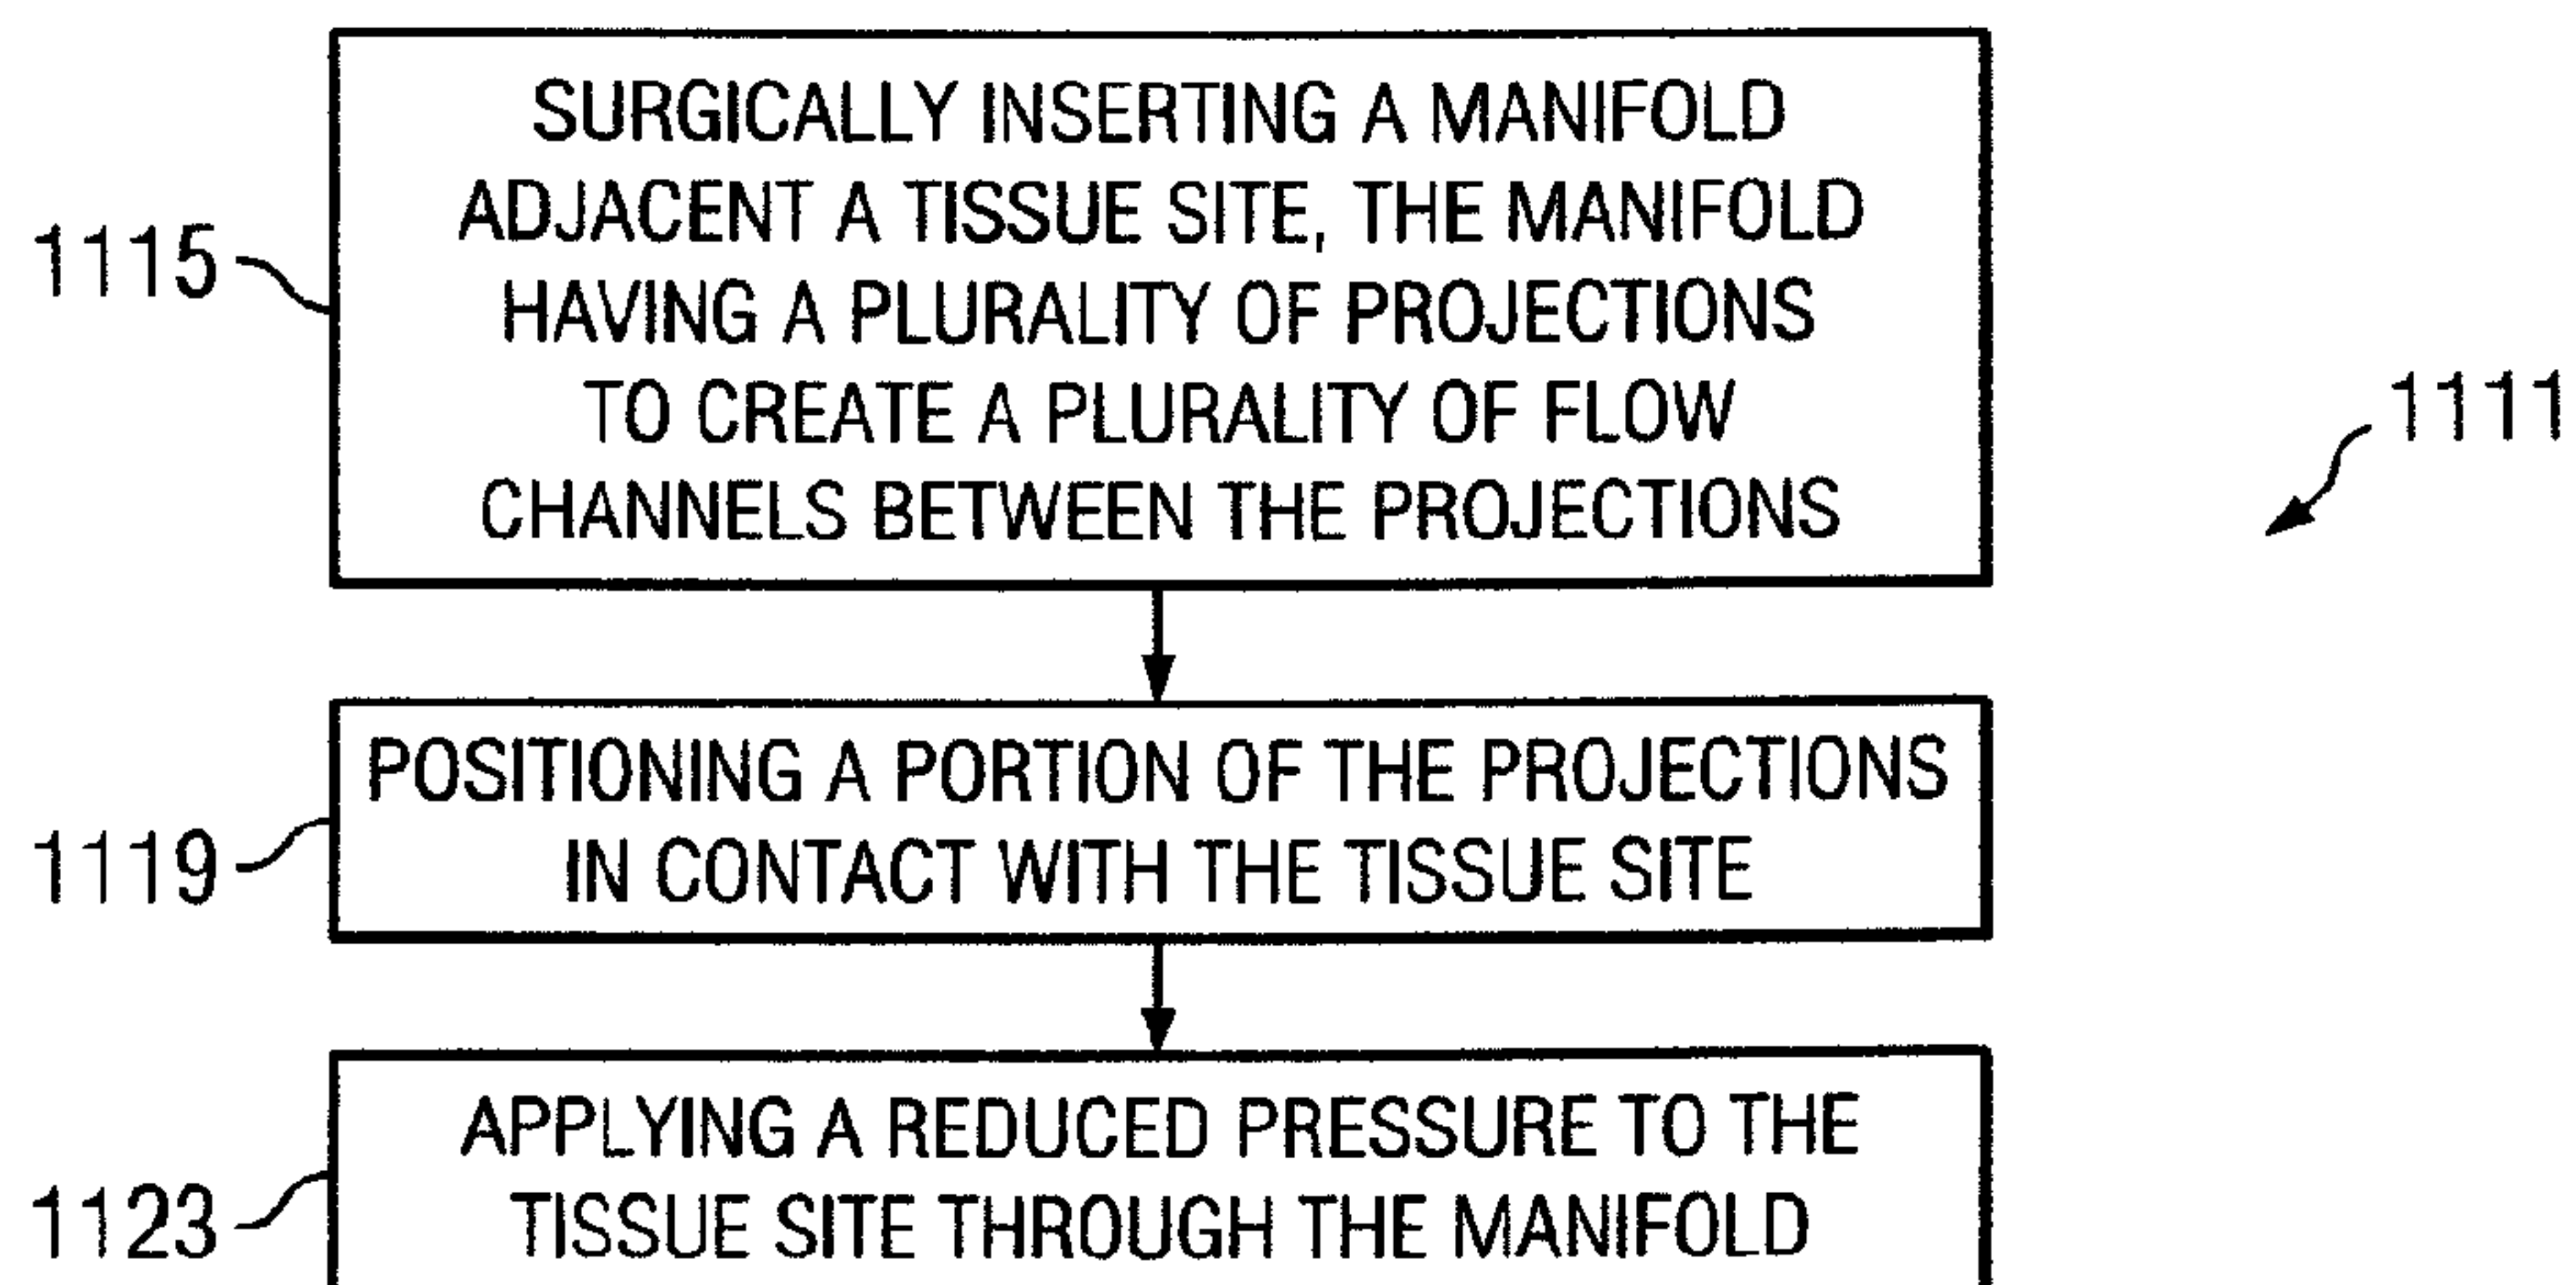 SURGICALLY INSERTING A MANIFOLD
ADJACENT A TISSUE SITE, THE MANIFOLD
HAVING A PLURALITY OF PROJECTIONS
TO CREATE A PLURALITY OF FLOW
CHANNELS BETWEEN THE PROJECTIONS
1115
1111
POSITIONING A PORTION OF THE PROJECTIONS
IN CONTACT WITH THE TISSUE SITE
1119
APPLYING A REDUCED PRESSURE TO THE
TISSUE SITE THROUGH THE MANIFOLD
1123